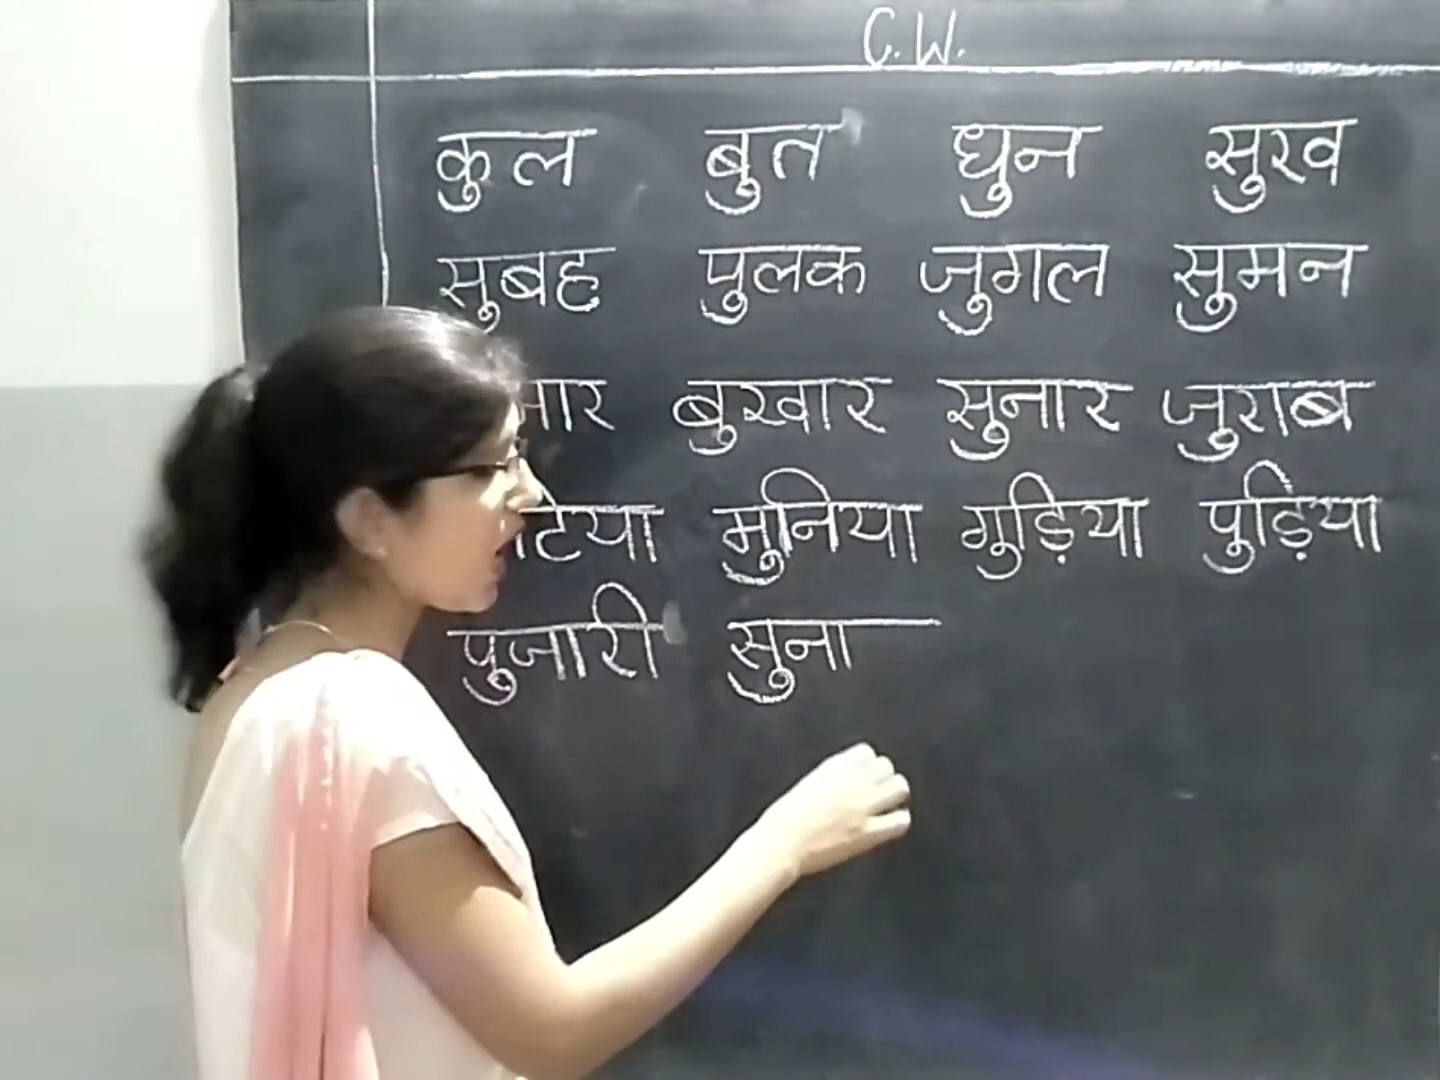 C.W.
कुल बुत धुन सुख
सुबह पुलक जुगल सुमन
बुखार सुनार जुराब
मुनिया गुड़िया पुड़िया
पुजारी सुना